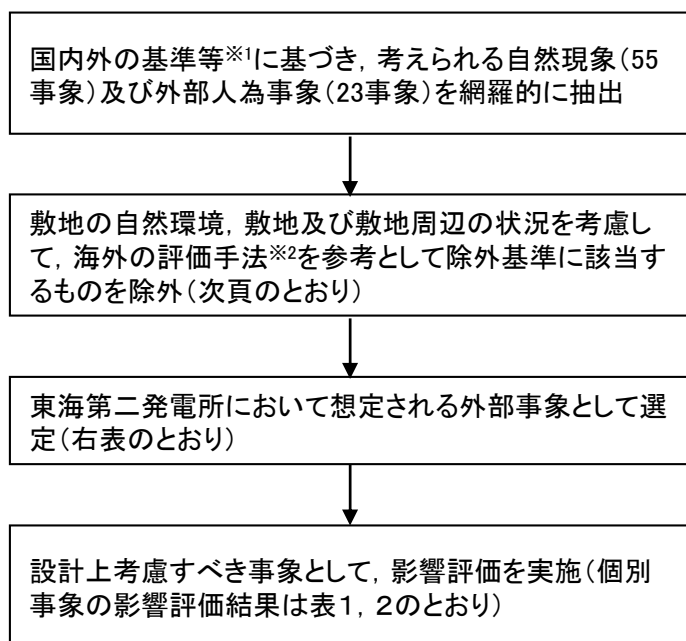 国内外の基準等※1に基づき，考えられる自然現象（55
事象）及び外部人為事象（23事象）を網羅的に抽出
敷地の自然環境，敷地及び敷地周辺の状況を考慮し
て，海外の評価手法※2を参考として除外基準に該当す
るものを除外（次頁のとおり）
東海第二発電所において想定される外部事象として選
定（右表のとおり）
設計上考慮すべき事象として，影響評価を実施（個別
事象の影響評価結果は表１，２のとおり）